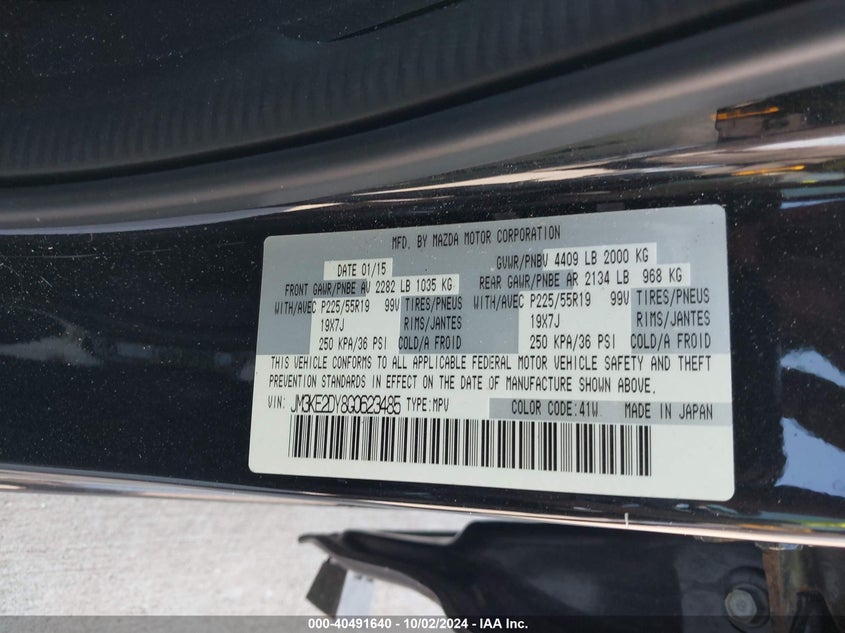 MFD. BY MAZDA MOTOR CORPORATION
DATE 01/15 GVWR/PNBV 4409 LB 2000 KG
FRONT GAWR/PNBE AV 2282 LB 1035 KG REAR GAWR/PNBE AR 2134 LB 968 KG
WITH/AVEC P225/55R19 99V TIRES/PNEUS WITH/AVEC P225/55R19 99V TIRES/PNEUS
19X7J RIMS/JANTES 19X7J RIMS/JANTES
250 KPA/36 PSI COLD/A FROID 250 KPA/36 PSI COLD/A FROID
THIS VEHICLE CONFORMS TO ALL APPLICABLE FEDERAL MOTOR VEHICLE SAFETY AND THEFT
PREVENTION STANDARDS IN EFFECT ON THE DATE OF MANUFACTURE SHOWN ABOVE.
VIN: JM3KE2DY8G0623485 TYPE:MPV COLOR CODE:41W MADE IN JAPAN
000-40491640 - 10/02/2024 - IAA, Inc.